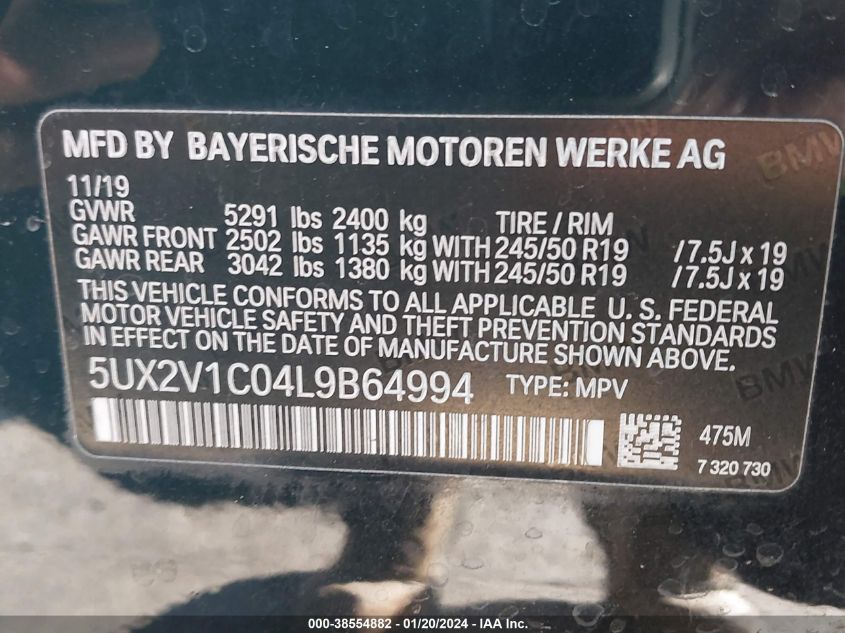 MFD BY BAYERISCHE MOTOREN WERKE AG
11/19
GVWR 5291 lbs 2400 kg TIRE / RIM
GAWR FRONT 2502 lbs 1135 kg WITH 245/50 R19 /7.5J x 19
GAWR REAR 3042 lbs 1380 kg WITH 245/50 R19 /7.5J x 19
THIS VEHICLE CONFORMS TO ALL APPLICABLE U. S. FEDERAL
MOTOR VEHICLE SAFETY AND THEFT PREVENTION STANDARDS
IN EFFECT ON THE DATE OF MANUFACTURE SHOWN ABOVE.
5UX2V1C04L9B64994 TYPE: MPV
475M
7 320 730
BMW
BMW
BMW
000-38554882 - 01/20/2024 - IAA Inc.